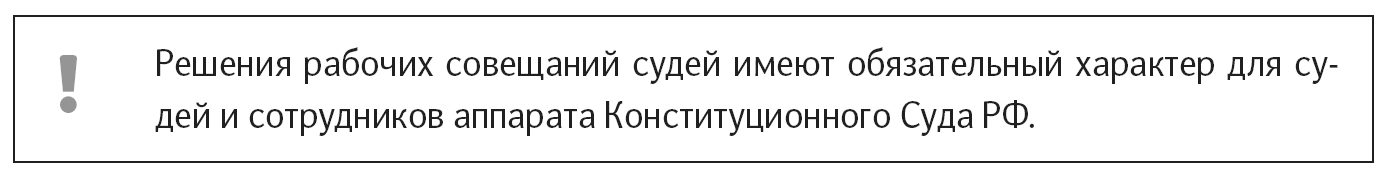 Решения рабочих совещаний судей имеют обязательный характер для су-
дей и сотрудников аппарата Конституционного Суда РФ.